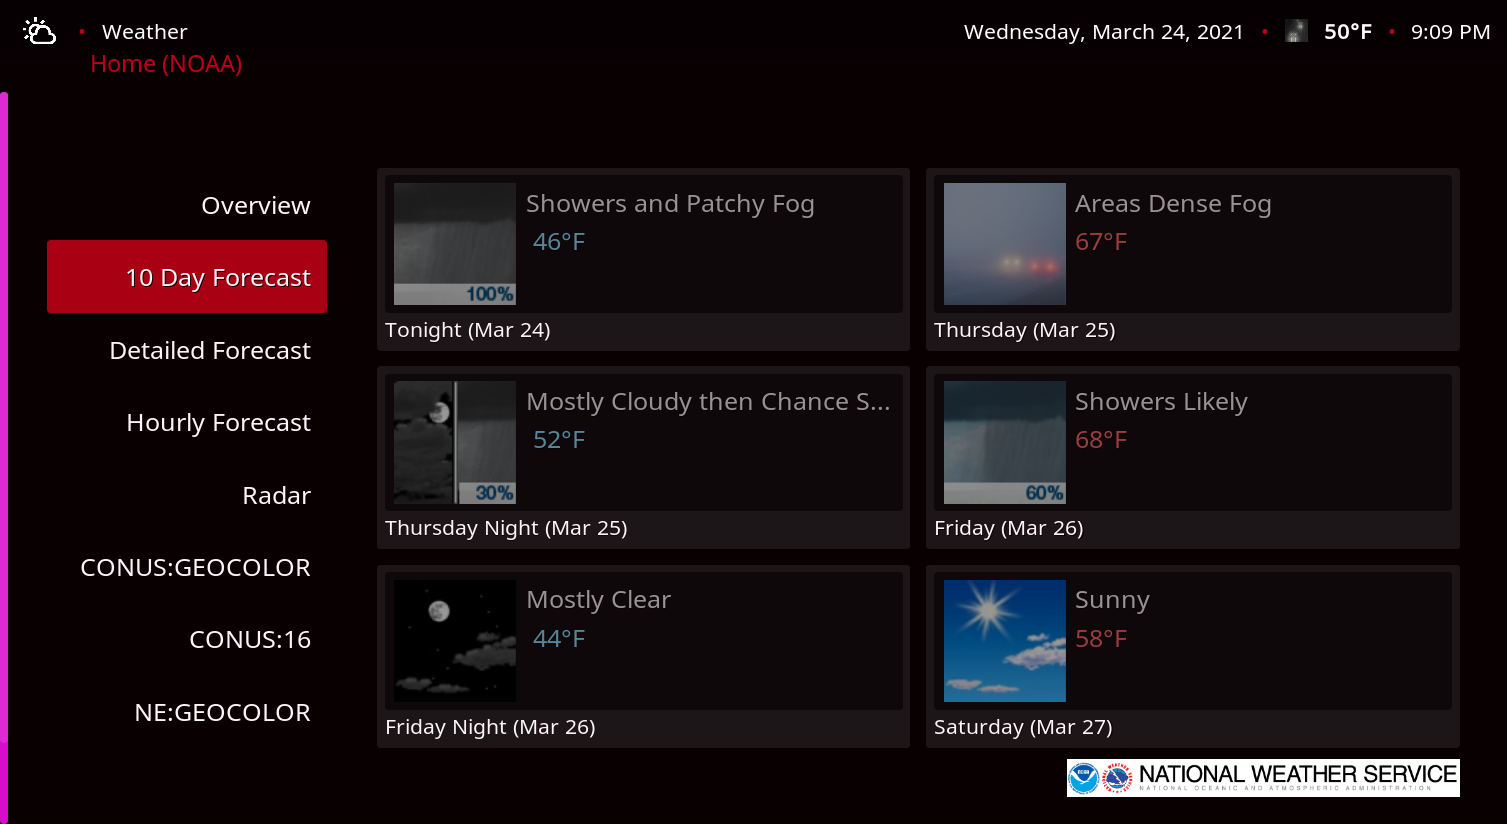 Weather
Wednesday, March 24, 2021 • 50°F • 9:09 PM
Home (NOAA)
Overview
10 Day Forecast
Detailed Forecast
Hourly Forecast
Radar
CONUS:GEOCOLOR
CONUS:16
NE:GEOCOLOR
Showers and Patchy Fog
46°F
100%
Tonight (Mar 24)
Areas Dense Fog
67°F
Thursday (Mar 25)
Mostly Cloudy then Chance S...
52°F
30%
Thursday Night (Mar 25)
Showers Likely
68°F
60%
Friday (Mar 26)
Mostly Clear
44°F
Friday Night (Mar 26)
Sunny
58°F
Saturday (Mar 27)
NATIONAL WEATHER SERVICE
NATIONAL OCEANIC AND ATMOSPHERIC ADMINISTRATION